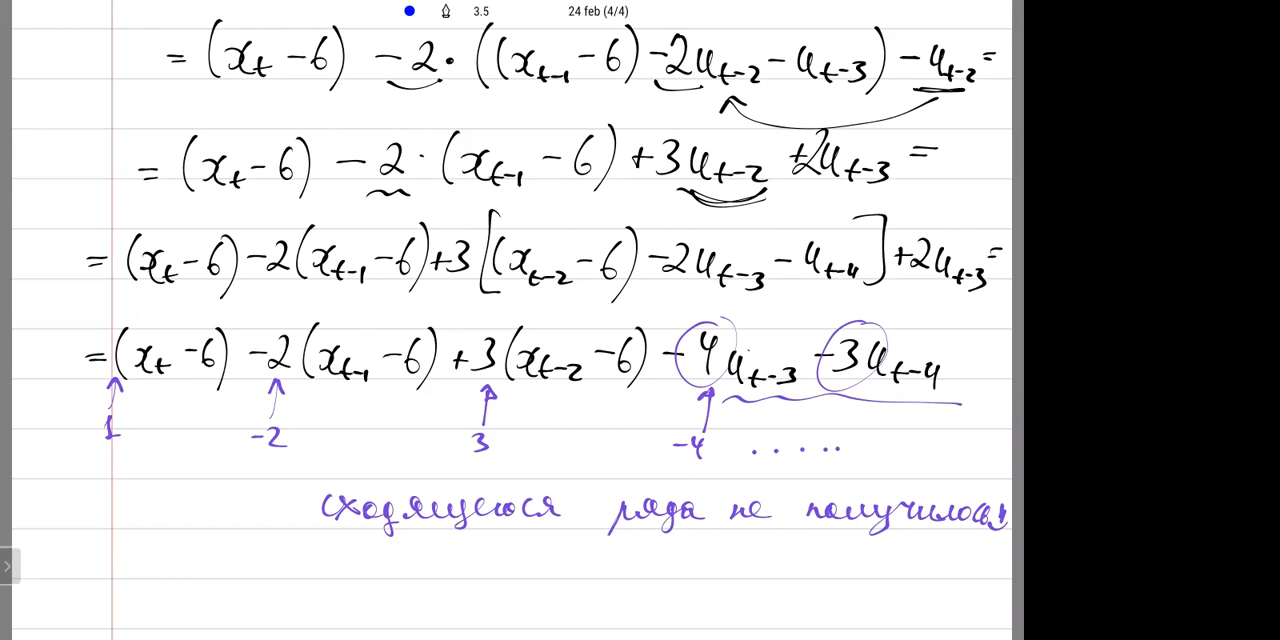 3.5 24 feb (4/4)
= (x_t - 6) - 2 · ((x_{t-1} - 6) - 2u_{t-2} - u_{t-3}) - u_{t-2} =
= (x_t - 6) - 2 · (x_{t-1} - 6) + 3u_{t-2} + 2u_{t-3} =
= (x_t - 6) - 2(x_{t-1} - 6) + 3[(x_{t-2} - 6) - 2u_{t-3} - u_{t-4}] + 2u_{t-3} =
= (x_t - 6) - 2(x_{t-1} - 6) + 3(x_{t-2} - 6) - 4u_{t-3} - 3u_{t-4}
1 -2 3 -4 .....
сходящегося ряда не получилось!